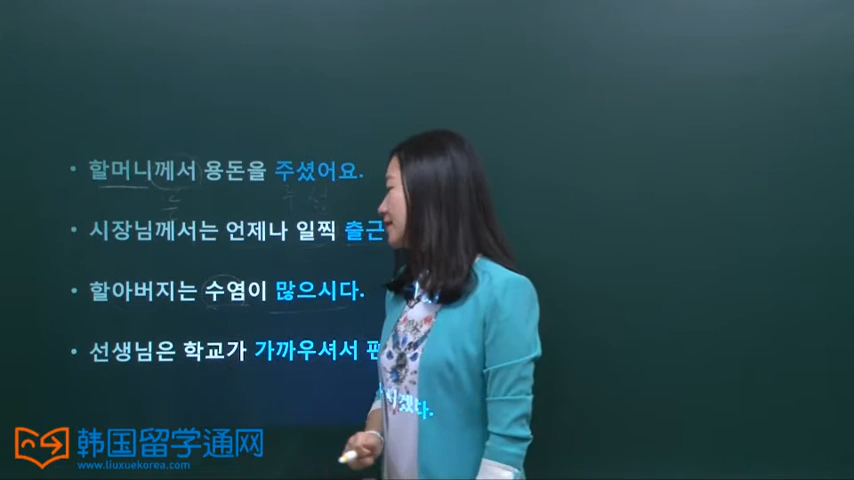 • 할머니께서 용돈을 주셨어요.
• 시장님께서는 언제나 일찍 출근
• 할아버지는 수염이 많으시다.
• 선생님은 학교가 가까우셔서
시겠다.
韩国留学通网
www.liuxuekorea.com